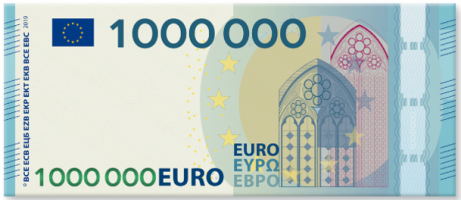 © BCE ECB ЕЦБ EZB EKP EKT EKB BCE EBC 2019
1000 000
EURO
ΕΥΡΩ
ЕВРО
1000 000EURO